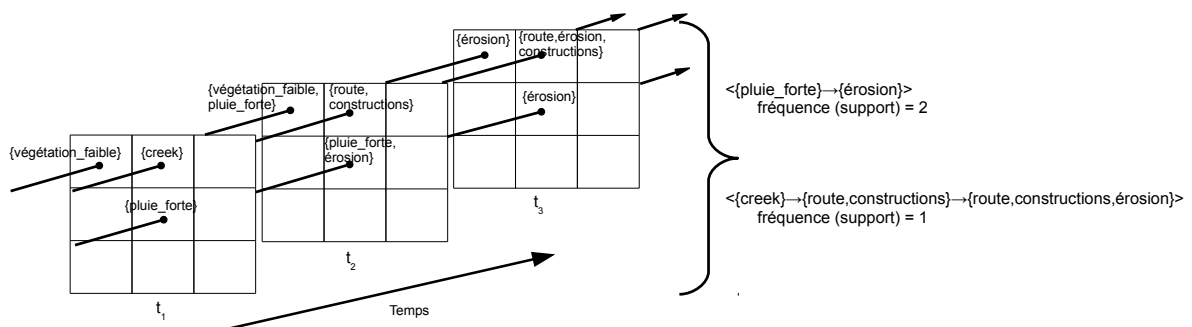 {végétation_faible}
{creek}
{pluie_forte}
t1
{végétation_faible,
pluie_forte}
{route,
constructions}
{pluie_forte,
érosion}
t2
{érosion}
{route,érosion,
constructions}
{érosion}
t3
Temps
<{pluie_forte}→{érosion}>
fréquence (support) = 2
<{creek}→{route,constructions}→{route,constructions,érosion}>
fréquence (support) = 1